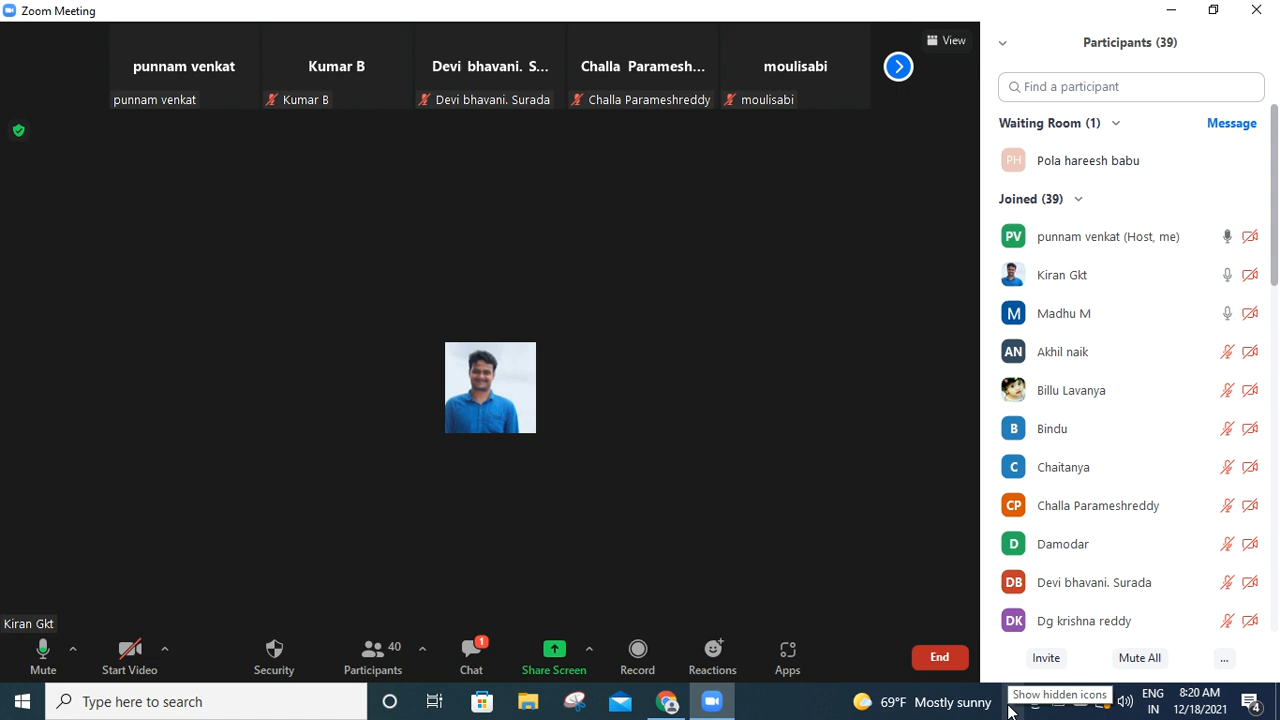 Zoom Meeting
punnam venkat
Kumar B
Devi bhavani. S...
Challa Paramesh...
moulisabi
View
punnam venkat
Kumar B
Devi bhavani. Surada
Challa Parameshreddy
moulisabi
Participants (39)
Find a participant
Waiting Room (1)
Message
PH Pola hareesh babu
Joined (39)
PV punnam venkat (Host, me)
Kiran Gkt
M Madhu M
AN Akhil naik
Billu Lavanya
B Bindu
C Chaitanya
CP Challa Parameshreddy
D Damodar
DB Devi bhavani. Surada
DK Dg krishna reddy
Invite
Mute All
...
Kiran Gkt
Mute
Start Video
Security
40
Participants
1
Chat
Share Screen
Record
Reactions
Apps
End
Type here to search
69°F Mostly sunny
Show hidden icons
ENG
IN
8:20 AM
12/18/2021
4